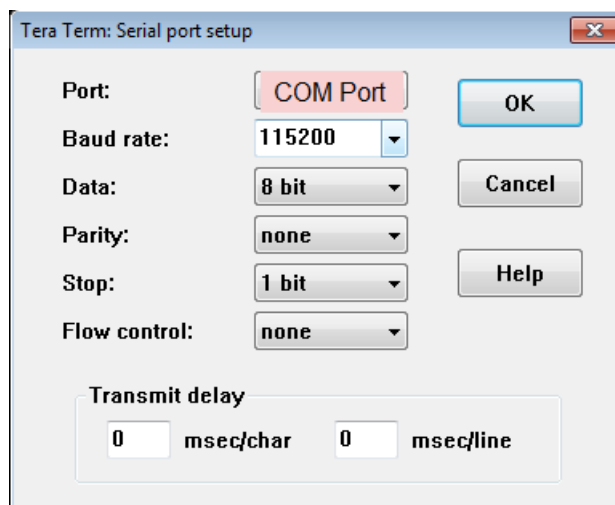 Tera Term: Serial port setup
Port: COM Port OK
Baud rate: 115200
Data: 8 bit Cancel
Parity: none
Stop: 1 bit Help
Flow control: none
Transmit delay
0 msec/char 0 msec/line